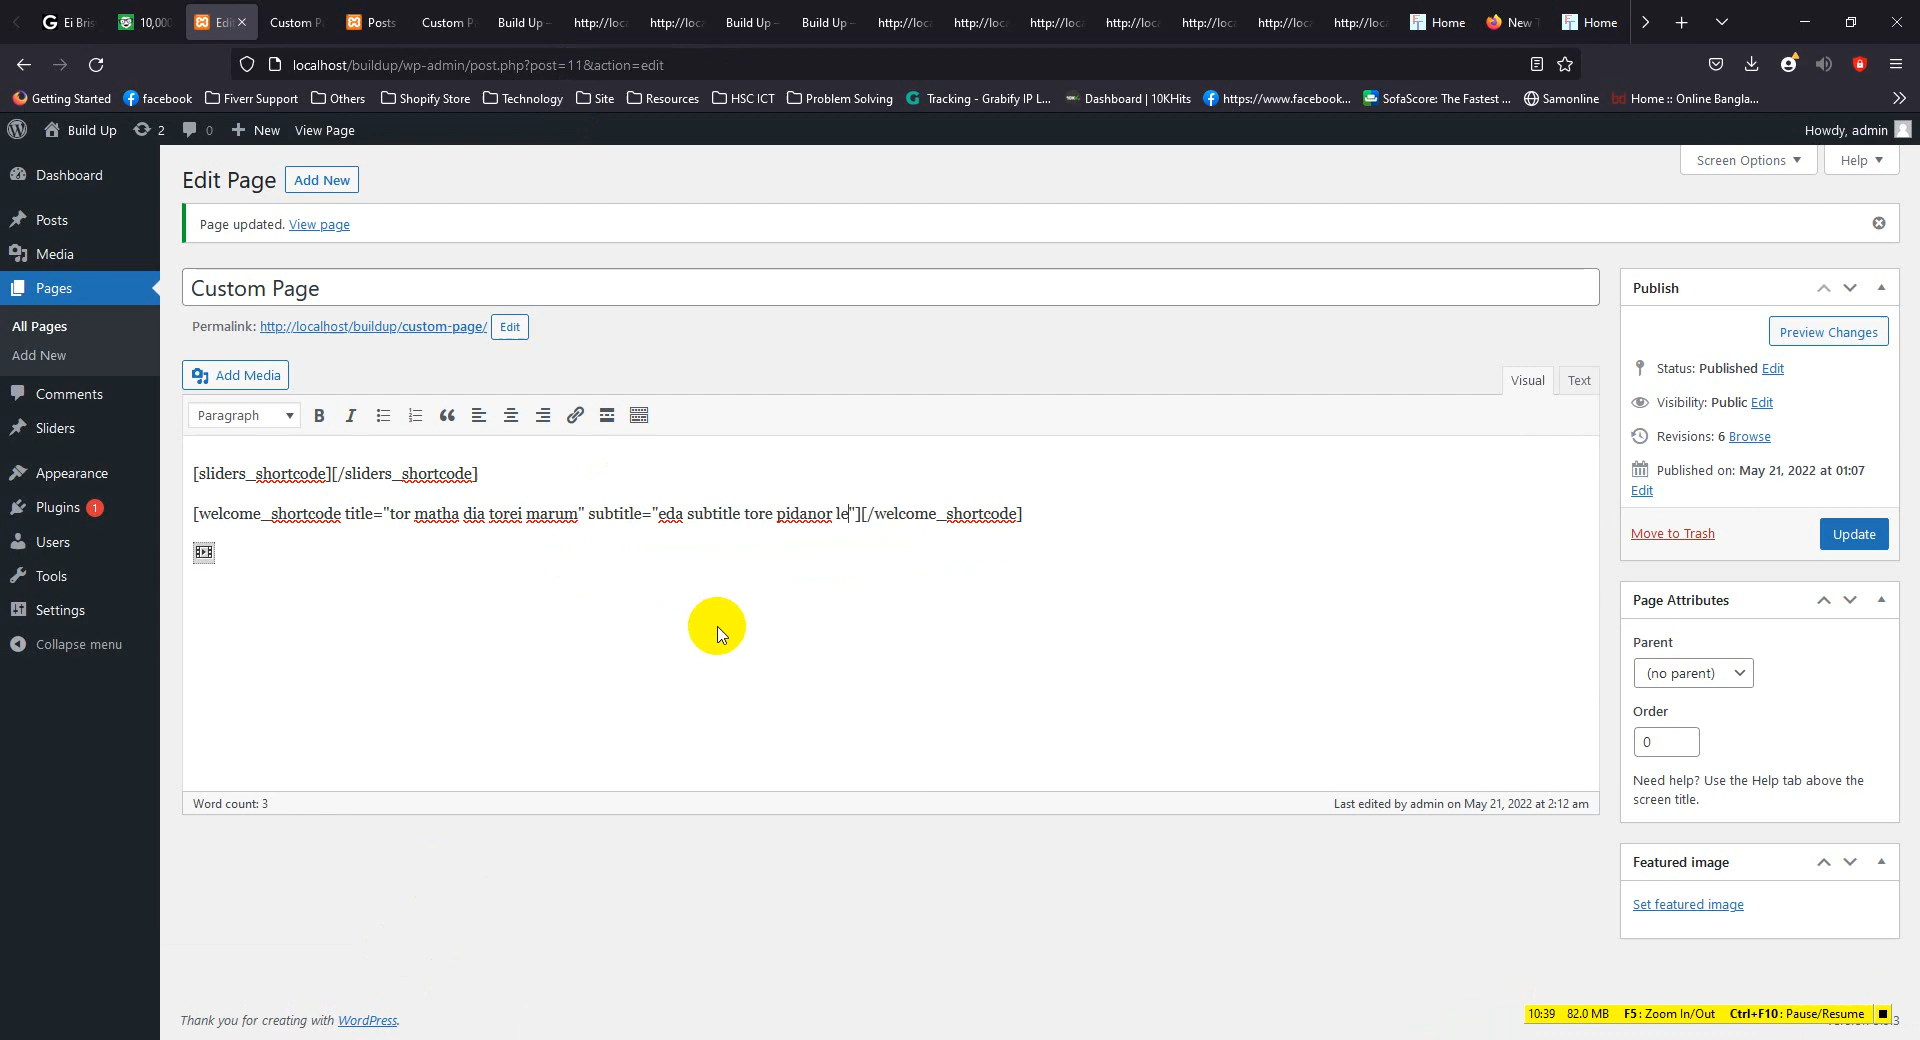 Ei Bris
10,000
Edit
Custom P
Posts
Custom P
Build Up –
http://loca
http://loca
Build Up –
Build Up –
http://loca
http://loca
http://loca
http://loca
http://loca
http://loca
http://loca
Home
New T
Home
localhost/buildup/wp-admin/post.php?post=11&action=edit
Getting Started
facebook
Fiverr Support
Others
Shopify Store
Technology
Site
Resources
HSC ICT
Problem Solving
Tracking - Grabify IP L...
Dashboard | 10KHits
https://www.facebook...
SofaScore: The Fastest ...
Samonline
Home :: Online Bangla...
Build Up
2
0
New
View Page
Howdy, admin
Dashboard
Posts
Media
Pages
All Pages
Add New
Comments
Sliders
Appearance
Plugins 1
Users
Tools
Settings
Collapse menu
Screen Options
Help
Edit Page
Add New
Page updated. View page
Custom Page
Permalink: http://localhost/buildup/custom-page/ Edit
Add Media
Visual
Text
Paragraph
B
I
[sliders_shortcode][/sliders_shortcode]
[welcome_shortcode title="tor matha dia torei marum" subtitle="eda subtitle tore pidanor le"][/welcome_shortcode]
Word count: 3
Last edited by admin on May 21, 2022 at 2:12 am
Publish
Preview Changes
Status: Published Edit
Visibility: Public Edit
Revisions: 6 Browse
Published on: May 21, 2022 at 01:07
Edit
Move to Trash
Update
Page Attributes
Parent
(no parent)
Order
0
Need help? Use the Help tab above the
screen title.
Featured image
Set featured image
Thank you for creating with WordPress.
10:39 82.0 MB F5: Zoom In/Out Ctrl+F10: Pause/Resume